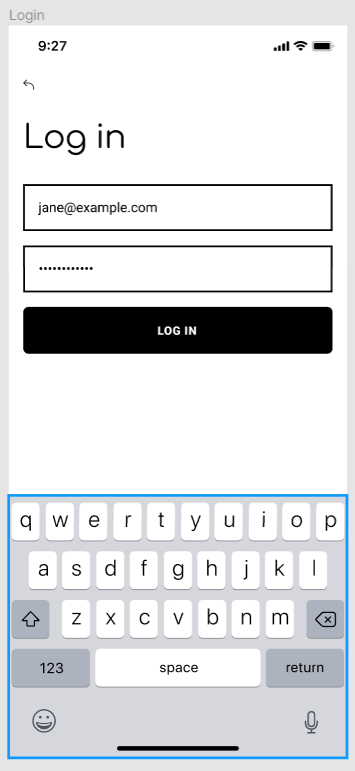 Login
9:27
Log in
jane@example.com
••••••••••••
LOG IN
q w e r t y u i o p
a s d f g h j k l
z x c v b n m
123 space return